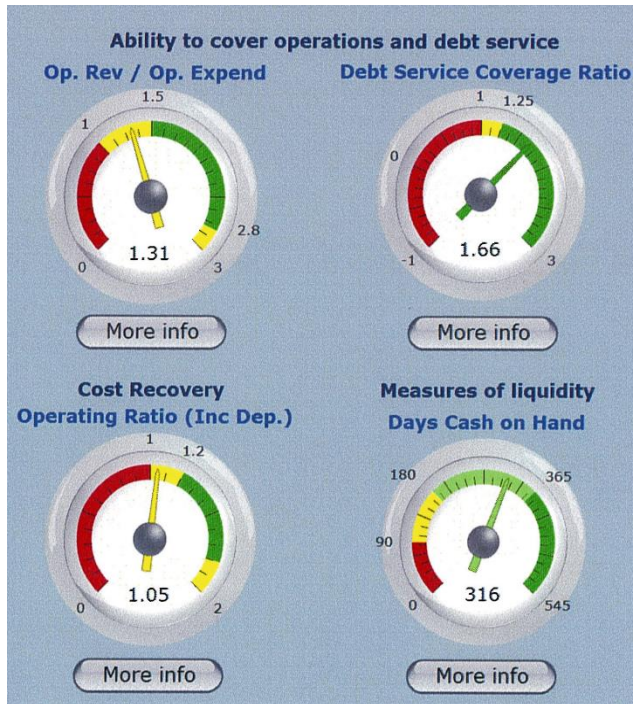 Ability to cover operations and debt service
Op. Rev / Op. Expend
1.5
1
2.8
0
3
1.31
More info
Debt Service Coverage Ratio
1
1.25
0
-1
3
1.66
More info
Cost Recovery
Operating Ratio (Inc Dep.)
1
1.2
0
2
1.05
More info
Measures of liquidity
Days Cash on Hand
180
365
90
0
545
316
More info